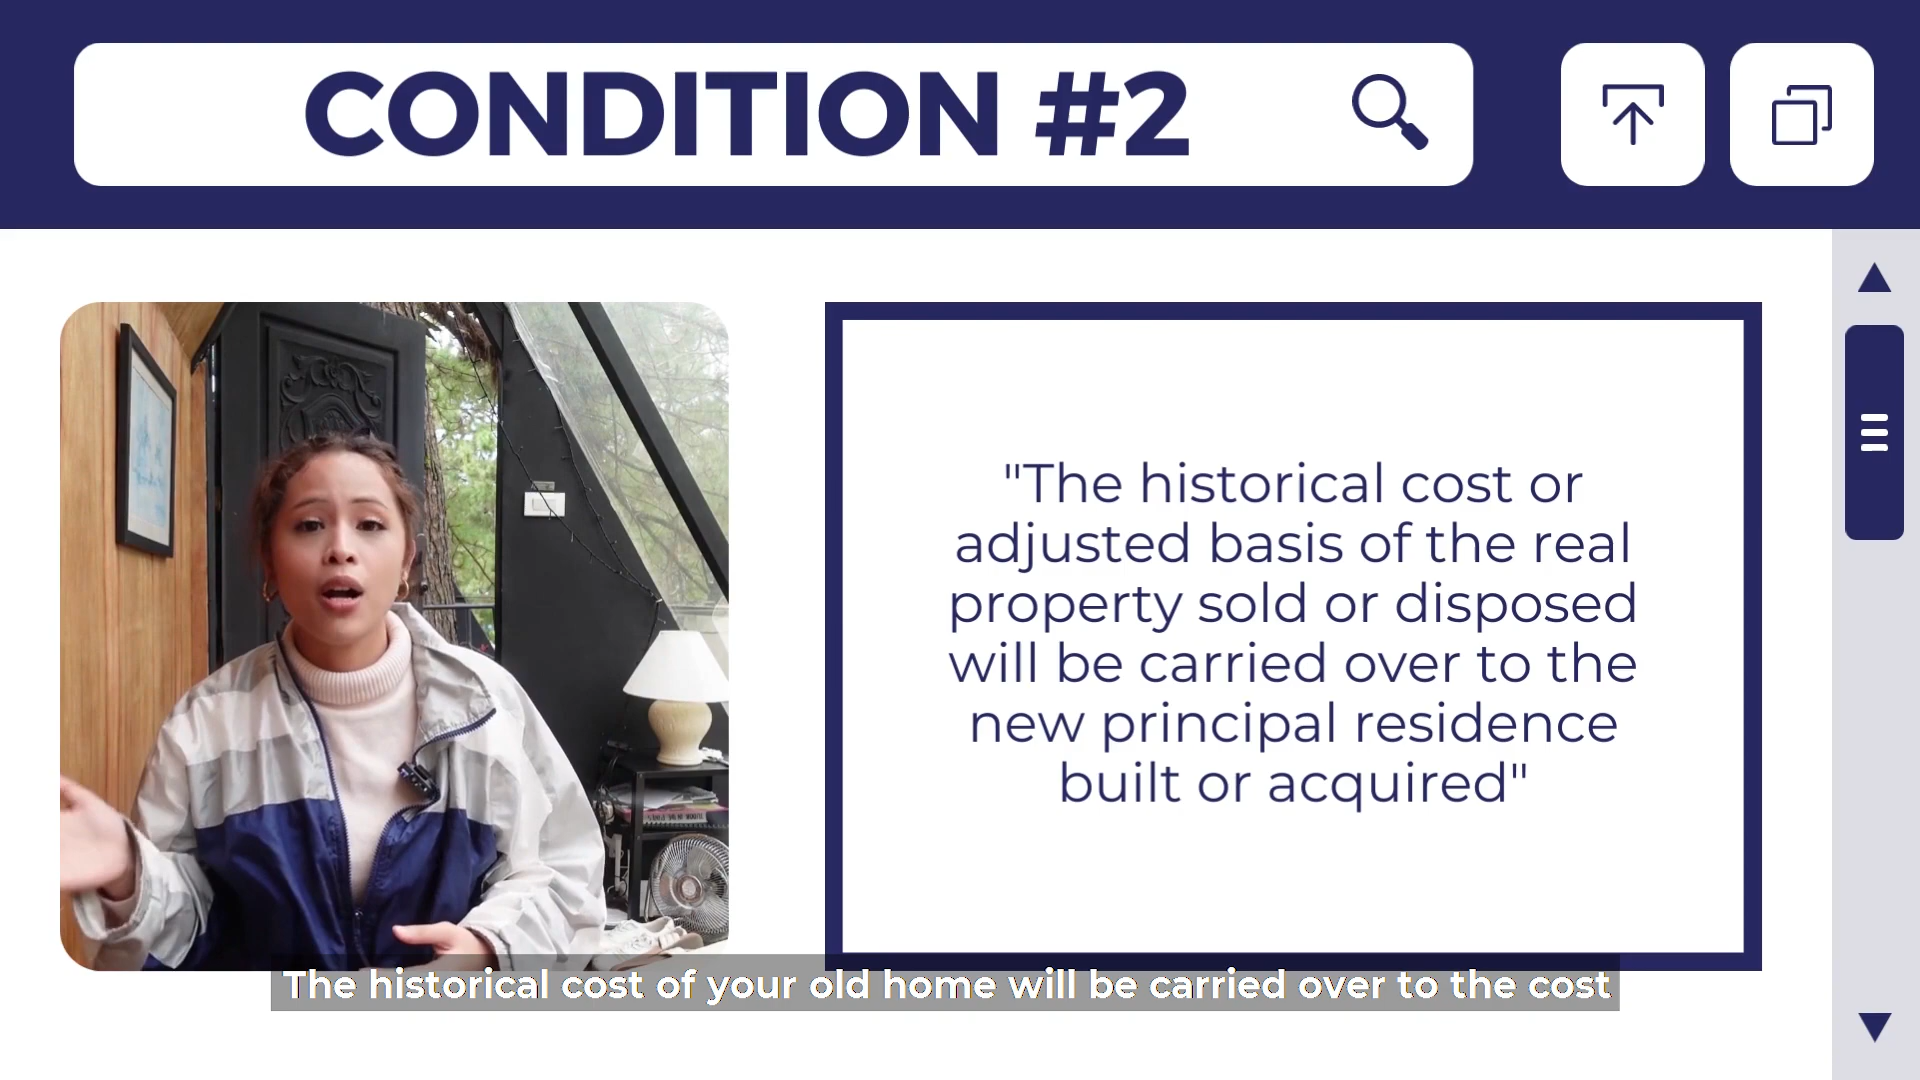 CONDITION #2
"The historical cost or
adjusted basis of the real
property sold or disposed
will be carried over to the
new principal residence
built or acquired"
The historical cost of your old home will be carried over to the cost